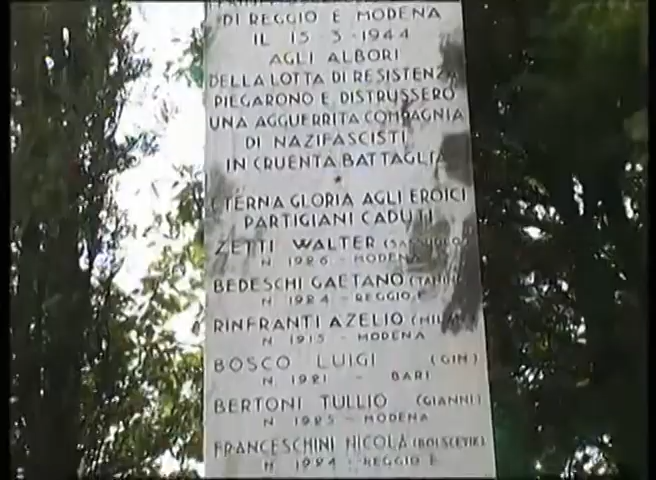 DI REGGIO E MODENA
IL 15-3-1944
AGLI ALBORI
DELLA LOTTA DI RESISTENZA
PIEGARONO E DISTRUSSERO
UNA AGGUERRITA COMPAGNIA
DI NAZIFASCISTI
IN CRUENTA BATTAGLIA
ETERNA GLORIA AGLI EROICI
PARTIGIANI CADUTI
ZETTI WALTER
N 1926 - MODENA
BEDESCHI GAETANO
N 1924 - REGGIO E
RINFRANTI AZELIO (MILAN)
N 1915 - MODENA
BOSCO LUIGI (GIM)
N 1921 - BARI
BERTONI TULLIO (GIANNI)
N 1925 - MODENA
FRANCESCHINI NICOLA (BOLSCEVIK)
N 1924 - REGGIO E